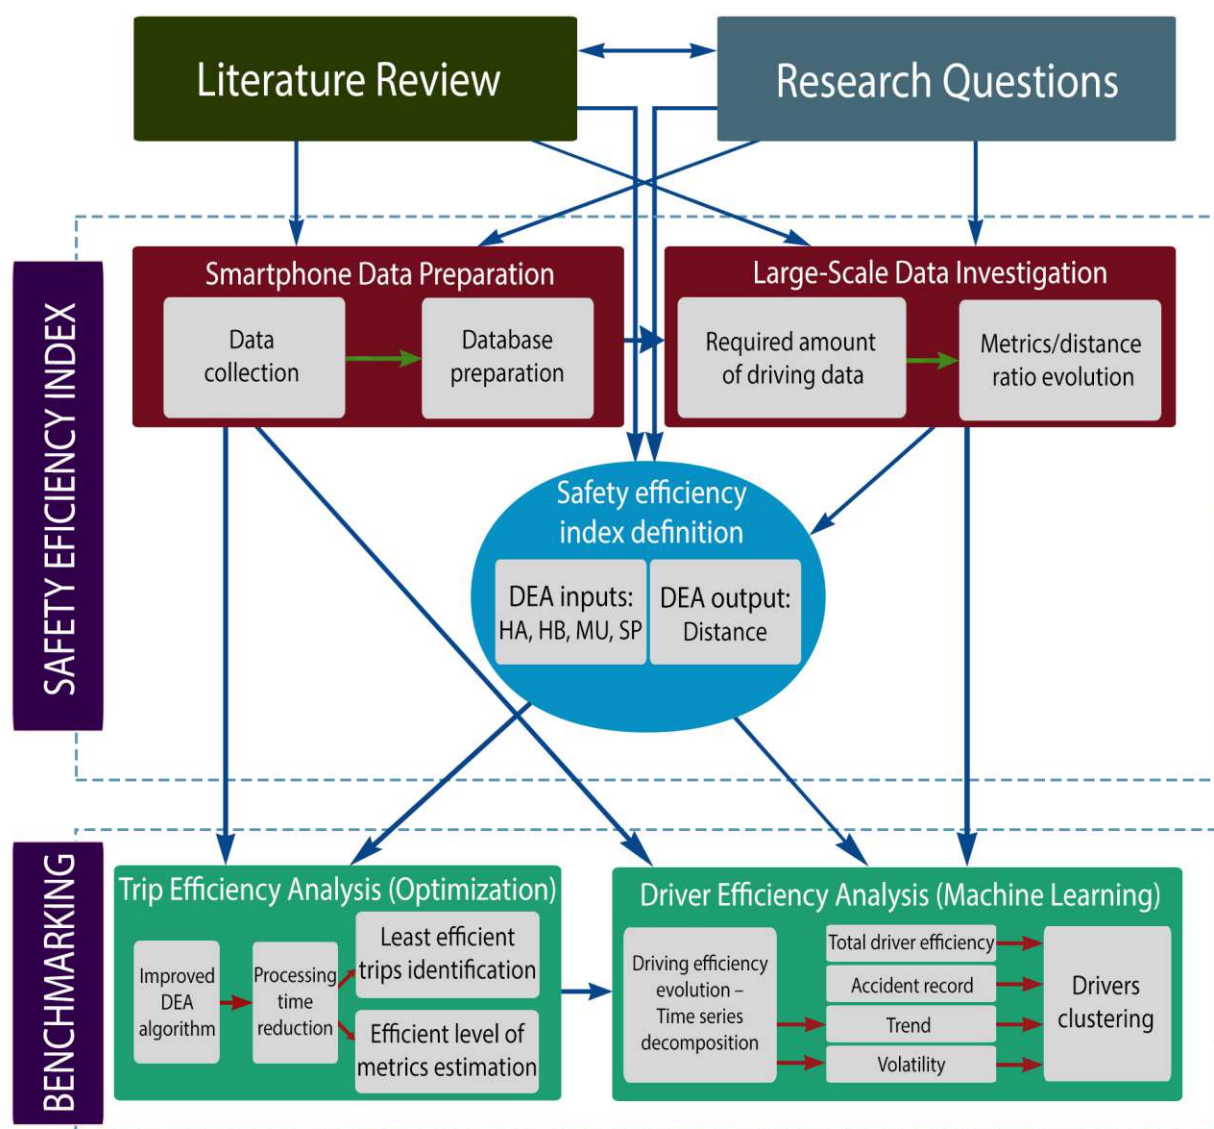 Literature Review
Research Questions
SAFETY EFICIENCY INDEX
Smartphone Data Preparation
Data
collection
Database
preparation
Large-Scale Data Investigation
Required amount
of driving data
Metrics/distance
ratio evolution
Safety efficiency
index definition
DEA inputs:
HA, HB, MU, SP
DEA output:
Distance
BENCHMARKING
Trip Efficiency Analysis (Optimization)
Improved
DEA
algorithm
Processing
time
reduction
Least efficient
trips identification
Efficient level of
metrics estimation
Driver Efficiency Analysis (Machine Learning)
Driving efficiency
evolution –
Time series
decomposition
Total driver efficiency
Accident record
Trend
Volatility
Drivers
clustering